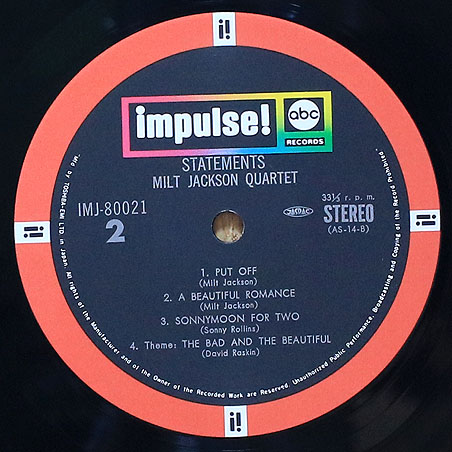 i!
impulse!
abc
RECORDS
STATEMENTS
MILT JACKSON QUARTET
IMJ-80021
2
33⅓ r. p. m.
STEREO
(AS-14-B)
1. PUT OFF
(Milt Jackson)
2. A BEAUTIFUL ROMANCE
(Milt Jackson)
3. SONNYMOON FOR TWO
(Sonny Rollins)
4. Theme: THE BAD AND THE BEAUTIFUL
(David Raskin)
i!
i!
i!
Mfd by TOSHBA EMI LTD. in Japan. All rights of the Manufacturer and of the Owner of the Recorded Work are Reserved. Unauthorized Public Performance, Broadcasting and Copying of the Record Prohibited.